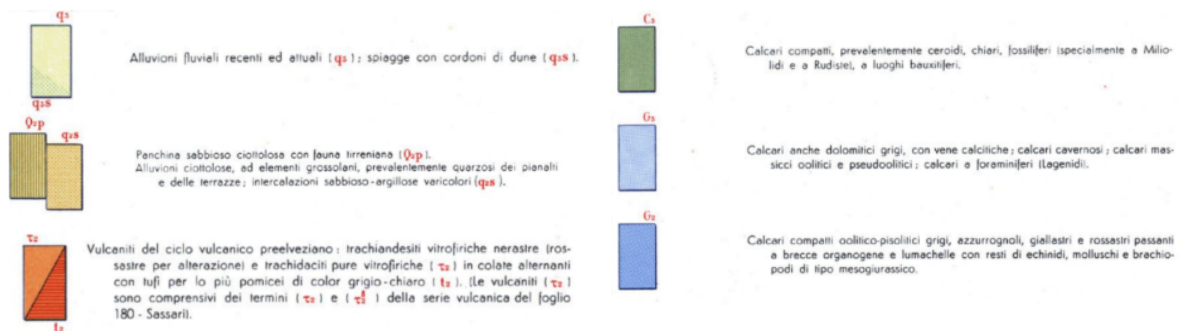 q3
Alluvioni fluviali recenti ed attuali (q3); spiagge con cordoni di dune (q3s).
q3s
Q2p
q2s
Panchina sabbioso ciottolosa con fauna tirreniana (Q2p).
Alluvioni ciottolose, ad elementi grossolani, prevalentemente quarzosi dei pianalti
e delle terrazze; intercalazioni sabbioso-argillose varicolori (q2s).
τ2
Vulcaniti del ciclo vulcanico preelveziano: trachiandesiti vitrofiriche nerastre (ros-
sastre per alterazione) e trachidaciti pure vitrofiriche (τ2) in colate alternanti
con tufi per lo più pomicei di color grigio-chiaro (t2). (Le vulcaniti (τ2)
sono comprensivi dei termini (τ2) e ( ) della serie vulcanica del foglio
180 - Sassari).
t2
C3
Calcari compatti, prevalentemente ceroidi, chiari, fossiliferi (specialmente a Milio-
lidi e a Rudiste), a luoghi bauxitiferi.
G3
Calcari anche dolomitici grigi, con vene calcitiche; calcari cavernosi; calcari mas-
sicci oolitici e pseudoolitici; calcari a foraminiferi (Lagenidi).
G2
Calcari compatti oolitico-pisolitici grigi, azzurrognoli, giallastri e rossastri passanti
a brecce organogene e lumachelle con resti di echinidi, molluschi e brachio-
podi di tipo mesogiurassico.